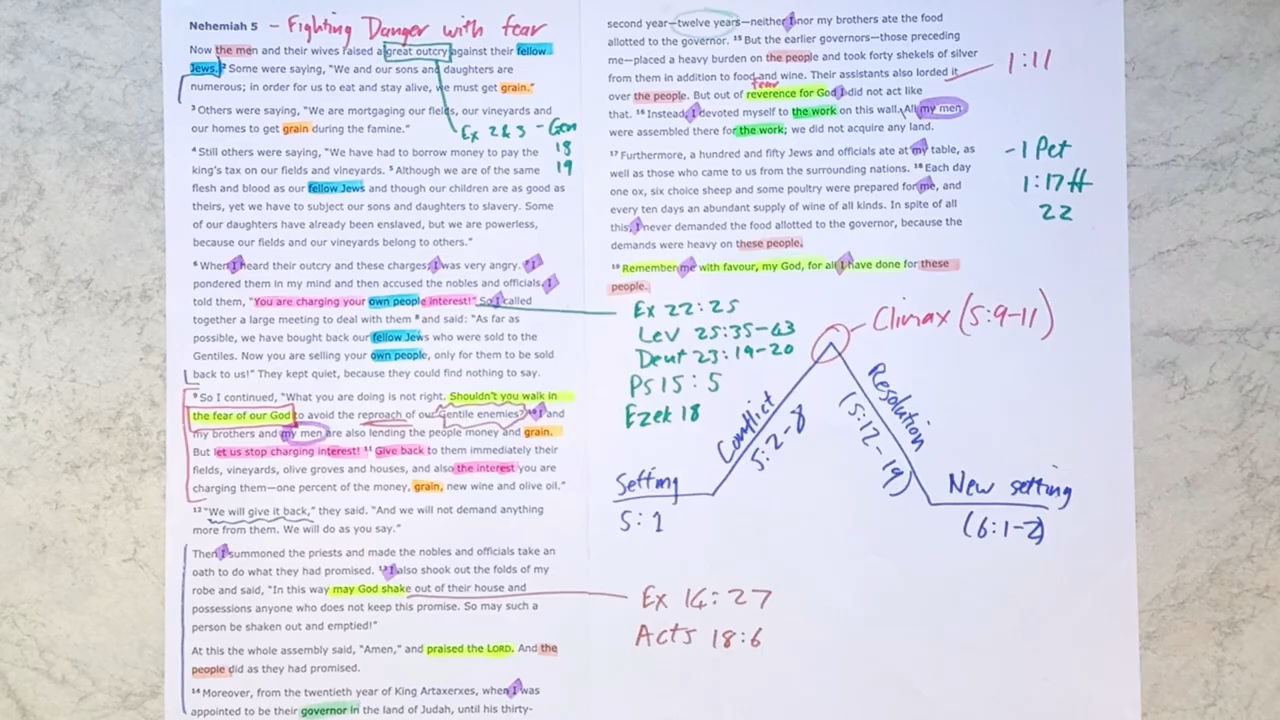 Nehemiah 5 - Fighting Danger with fear
Now the men and their wives raised a great outcry against their fellow
Jews. ² Some were saying, "We and our sons and daughters are
numerous; in order for us to eat and stay alive, we must get grain."
³ Others were saying, "We are mortgaging our fields, our vineyards and
our homes to get grain during the famine."
Ex 2 & 3 - Gen
18
19
⁴ Still others were saying, "We have had to borrow money to pay the
king's tax on our fields and vineyards. ⁵ Although we are of the same
flesh and blood as our fellow Jews and though our children are as good as
theirs, yet we have to subject our sons and daughters to slavery. Some
of our daughters have already been enslaved, but we are powerless,
because our fields and our vineyards belong to others."
⁶ When I heard their outcry and these charges, I was very angry. ⁷ I
pondered them in my mind and then accused the nobles and officials. I
told them, "You are charging your own people interest!" So I called
together a large meeting to deal with them ⁸ and said: "As far as
possible, we have bought back our fellow Jews who were sold to the
Gentiles. Now you are selling your own people, only for them to be sold
back to us!" They kept quiet, because they could find nothing to say.
⁹ So I continued, "What you are doing is not right. Shouldn't you walk in
the fear of our God to avoid the reproach of our Gentile enemies? ¹⁰ I and
my brothers and my men are also lending the people money and grain.
But let us stop charging interest! ¹¹ Give back to them immediately their
fields, vineyards, olive groves and houses, and also the interest you are
charging them—one percent of the money, grain, new wine and olive oil."
¹² "We will give it back," they said. "And we will not demand anything
more from them. We will do as you say."
Then I summoned the priests and made the nobles and officials take an
oath to do what they had promised. ¹³ I also shook out the folds of my
robe and said, "In this way may God shake out of their house and
possessions anyone who does not keep this promise. So may such a
person be shaken out and emptied!"
At this the whole assembly said, "Amen," and praised the LORD. And the
people did as they had promised.
¹⁴ Moreover, from the twentieth year of King Artaxerxes, when I was
appointed to be their governor in the land of Judah, until his thirty-
second year—twelve years—neither I nor my brothers ate the food
allotted to the governor. ¹⁵ But the earlier governors—those preceding
me—placed a heavy burden on the people and took forty shekels of silver
from them in addition to food and wine. Their assistants also lorded it
fear
over the people. But out of reverence for God I did not act like
that. ¹⁶ Instead, I devoted myself to the work on this wall. All my men
were assembled there for the work; we did not acquire any land.
1:11
¹⁷ Furthermore, a hundred and fifty Jews and officials ate at my table, as
well as those who came to us from the surrounding nations. ¹⁸ Each day
one ox, six choice sheep and some poultry were prepared for me, and
every ten days an abundant supply of wine of all kinds. In spite of all
this, I never demanded the food allotted to the governor, because the
demands were heavy on these people.
- 1 Pet
1:17ff
22
¹⁹ Remember me with favour, my God, for all I have done for these
people.
Ex 22:25
Lev 25:35-43
Deut 23:19-20
Ps 15:5
Ezek 18
Climax (5:9-11)
Conflict
5:2-8
Resolution
(5:12-19)
Setting
5:1
New setting
(6:1-2)
Ex 14:27
Acts 18:6